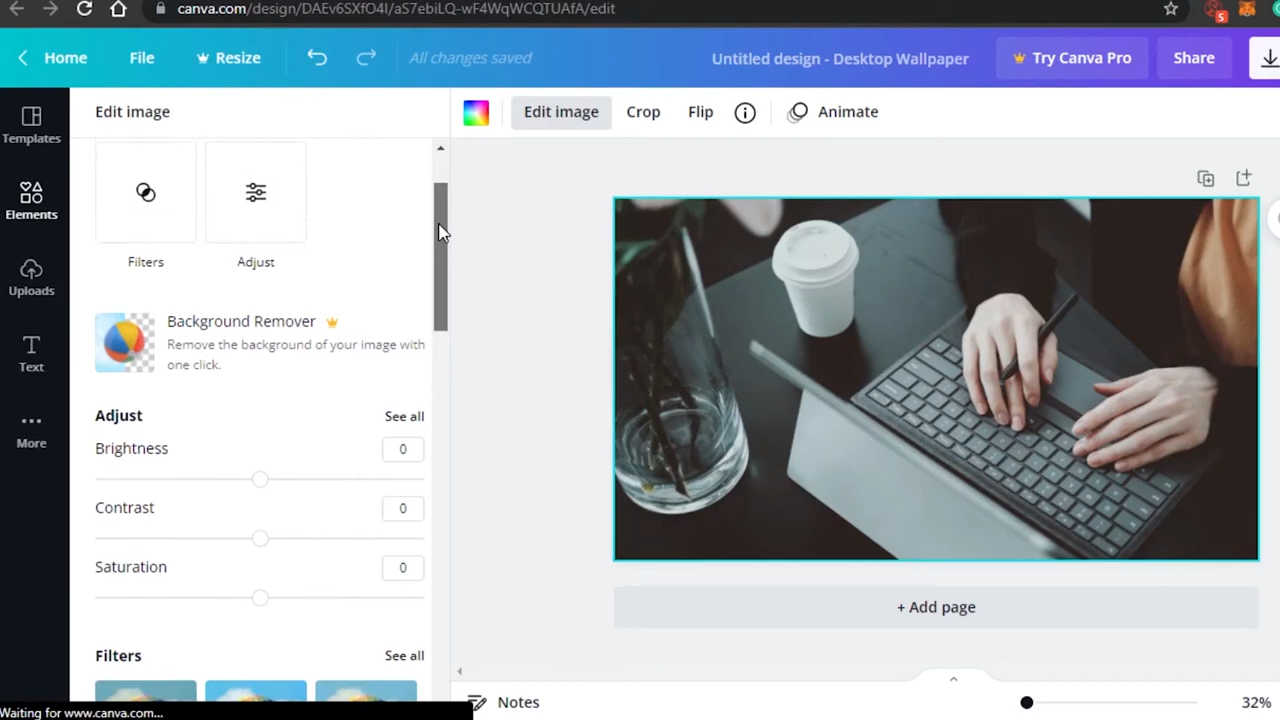 canva.com/design/DAEv6SXfO4I/aS7ebiLQ-wF4WqWCQTUAfA/edit
5
Home
File
Resize
All changes saved
Untitled design - Desktop Wallpaper
Try Canva Pro
Share
Templates
Elements
Uploads
Text
More
Edit image
Edit image
Crop
Flip
Animate
Filters
Adjust
Background Remover
Remove the background of your image with
one click.
Adjust
See all
Brightness
0
Contrast
0
Saturation
0
Filters
See all
+ Add page
Notes
32%
Waiting for www.canva.com...